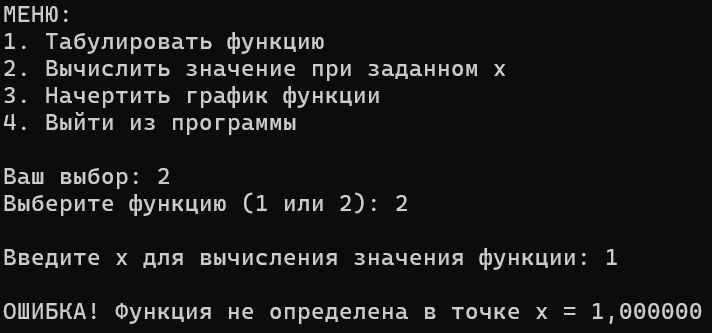 МЕНЮ:
1. Табулировать функцию
2. Вычислить значение при заданном x
3. Начертить график функции
4. Выйти из программы
Ваш выбор: 2
Выберите функцию (1 или 2): 2
Введите x для вычисления значения функции: 1
ОШИБКА! Функция не определена в точке x = 1,000000